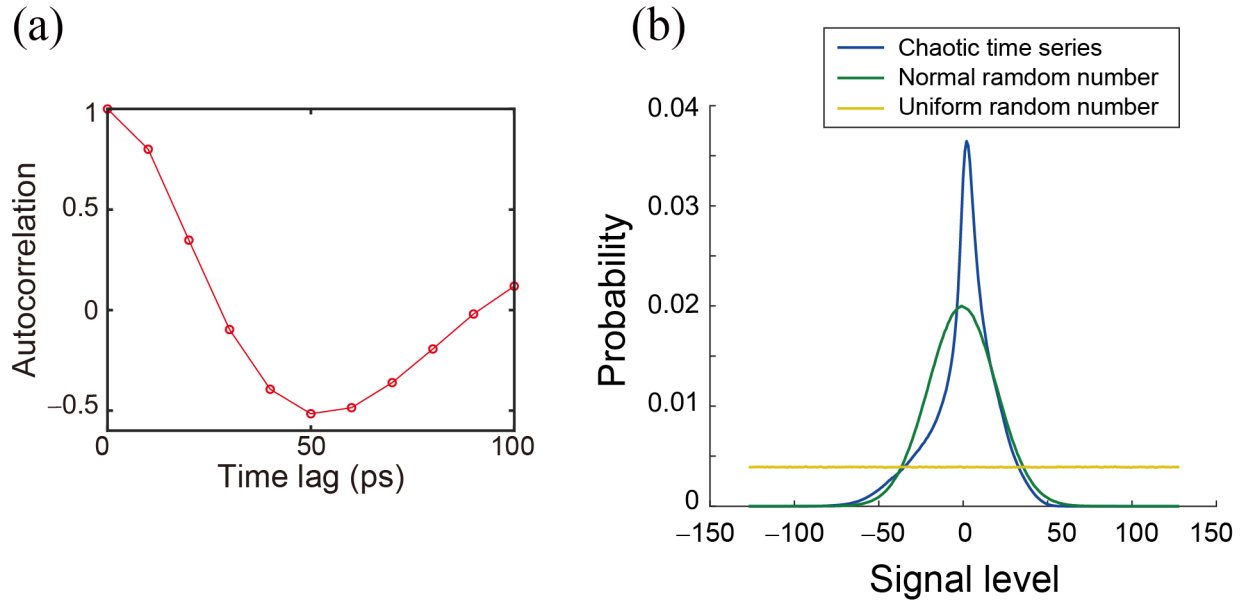 (a)
1
0.5
0
−0.5
0
50
100
Autocorrelation
Time lag (ps)
(b)
Chaotic time series
Normal ramdom number
Uniform random number
0.04
0.03
0.02
0.01
0
−150
−100
−50
0
50
100
150
Probability
Signal level